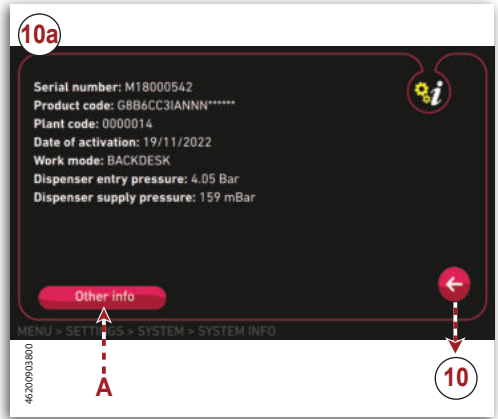 10a
i
Serial number: M18000542
Product code: G8B6CC3IANNN******
Plant code: 0000014
Date of activation: 19/11/2022
Work mode: BACKDESK
Dispenser entry pressure: 4.05 Bar
Dispenser supply pressure: 159 mBar
Other info
MENU > SETTINGS > SYSTEM > SYSTEM INFO
46200903800
A
10